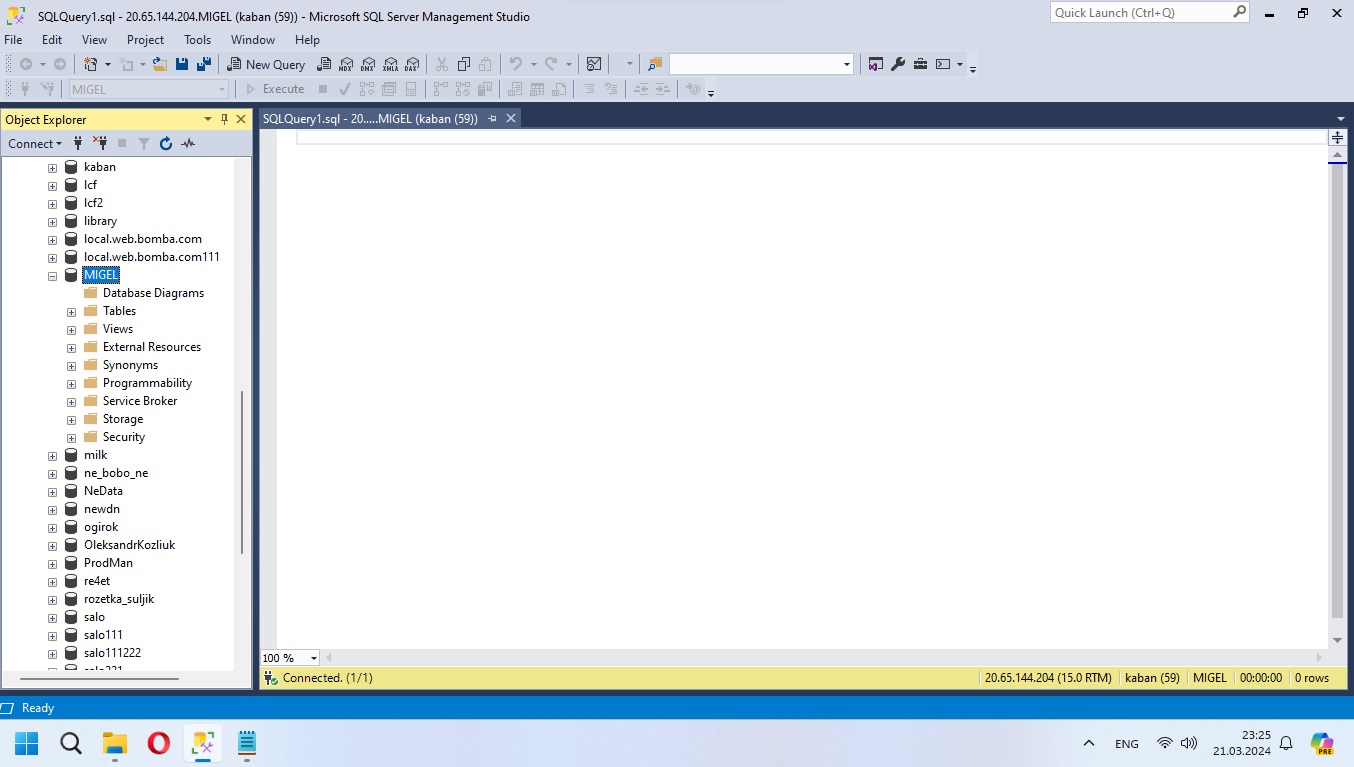 SQLQuery1.sql - 20.65.144.204.MIGEL (kaban (59)) - Microsoft SQL Server Management Studio
Quick Launch (Ctrl+Q)
File Edit View Project Tools Window Help
New Query MDX DMX XMLA DAX
MIGEL Execute
Object Explorer
SQLQuery1.sql - 20.....MIGEL (kaban (59))
Connect
kaban
lcf
lcf2
library
local.web.bomba.com
local.web.bomba.com111
MIGEL
Database Diagrams
Tables
Views
External Resources
Synonyms
Programmability
Service Broker
Storage
Security
milk
ne_bobo_ne
NeData
newdn
ogirok
OleksandrKozliuk
ProdMan
re4et
rozetka_suljik
salo
salo111
salo111222
100 %
Connected. (1/1) 20.65.144.204 (15.0 RTM) kaban (59) MIGEL 00:00:00 0 rows
Ready
ENG
23:25
21.03.2024
PRE